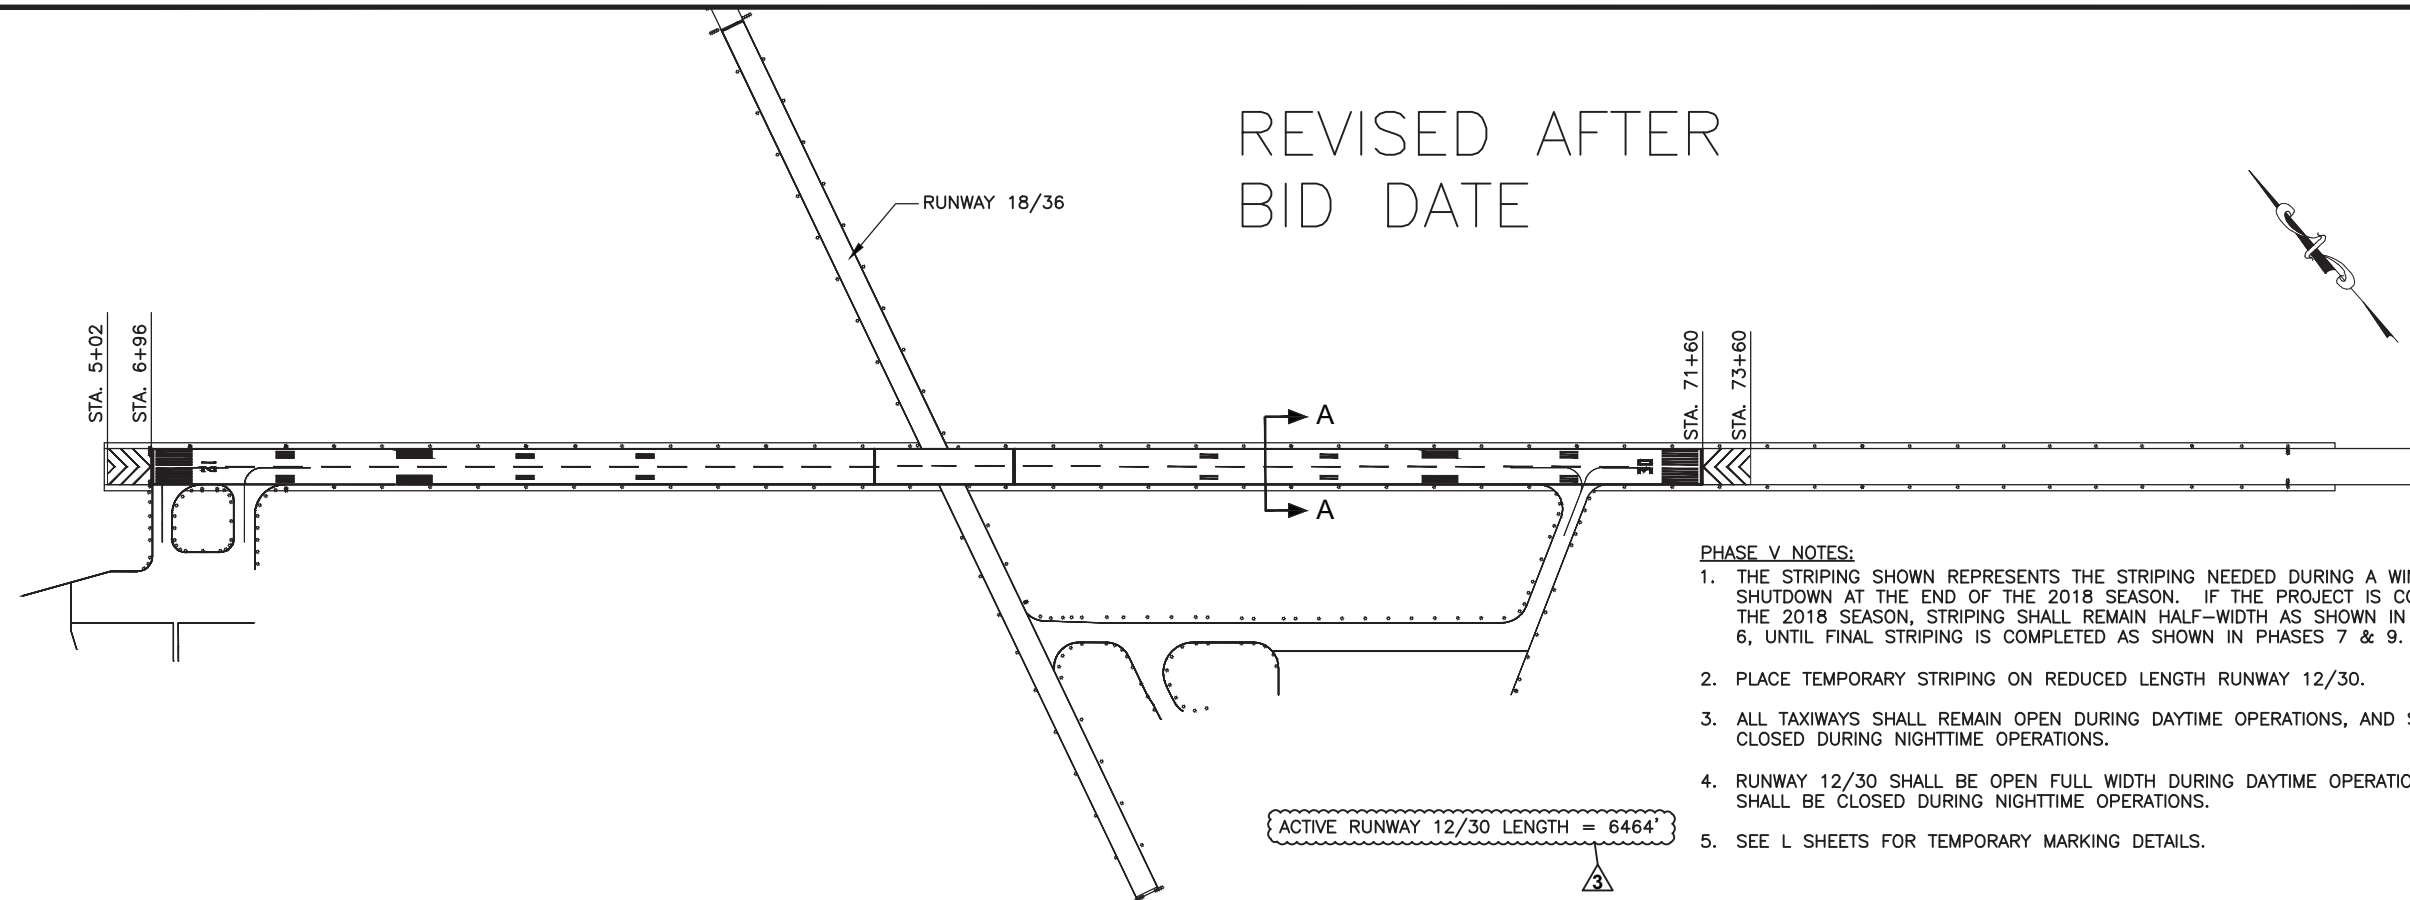 REVISED AFTER
BID DATE
RUNWAY 18/36
STA. 5+02
STA. 6+96
STA. 71+60
STA. 73+60
A
12
30
A
PHASE V NOTES:
1. THE STRIPING SHOWN REPRESENTS THE STRIPING NEEDED DURING A
SHUTDOWN AT THE END OF THE 2018 SEASON. IF THE PROJECT IS
THE 2018 SEASON, STRIPING SHALL REMAIN HALF-WIDTH AS SHOWN IN
6, UNTIL FINAL STRIPING IS COMPLETED AS SHOWN IN PHASES 7 & 9.
2. PLACE TEMPORARY STRIPING ON REDUCED LENGTH RUNWAY 12/30.
3. ALL TAXIWAYS SHALL REMAIN OPEN DURING DAYTIME OPERATIONS, AND
CLOSED DURING NIGHTTIME OPERATIONS.
4. RUNWAY 12/30 SHALL BE OPEN FULL WIDTH DURING DAYTIME
SHALL BE CLOSED DURING NIGHTTIME OPERATIONS.
5. SEE L SHEETS FOR TEMPORARY MARKING DETAILS.
ACTIVE RUNWAY 12/30 LENGTH = 6464'
3